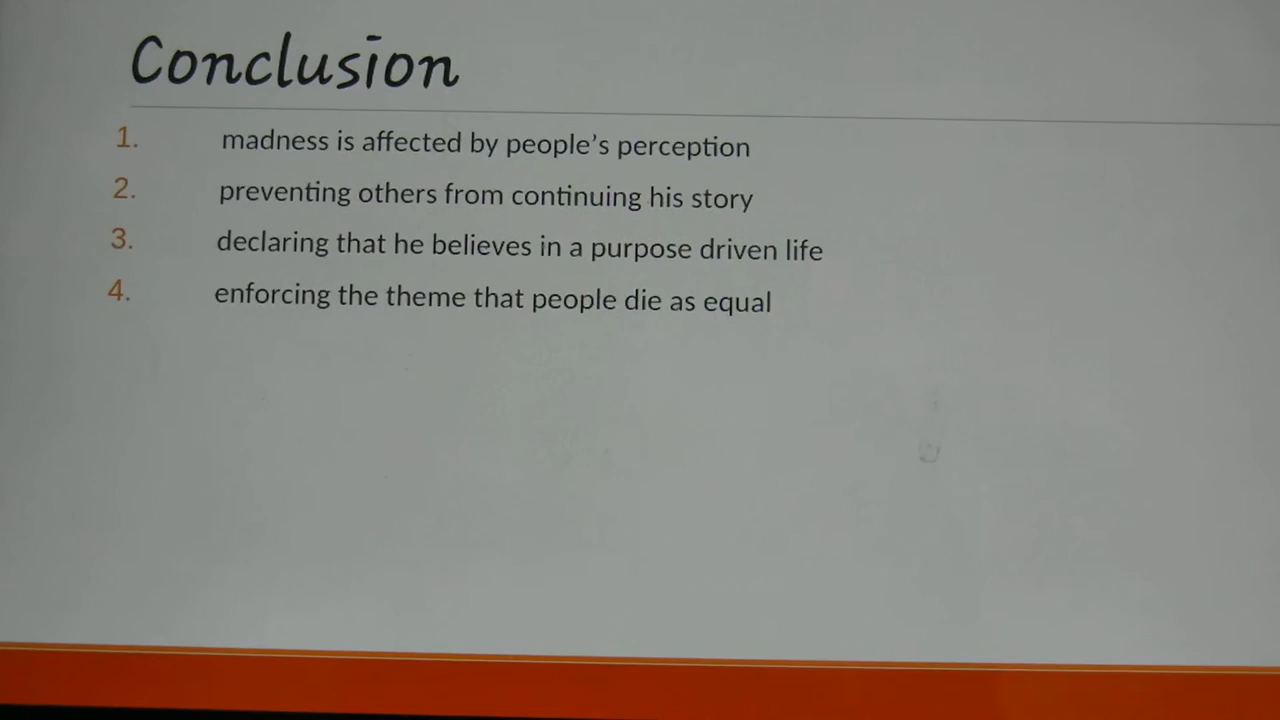 Conclusion
1. madness is affected by people's perception
2. preventing others from continuing his story
3. declaring that he believes in a purpose driven life
4. enforcing the theme that people die as equal